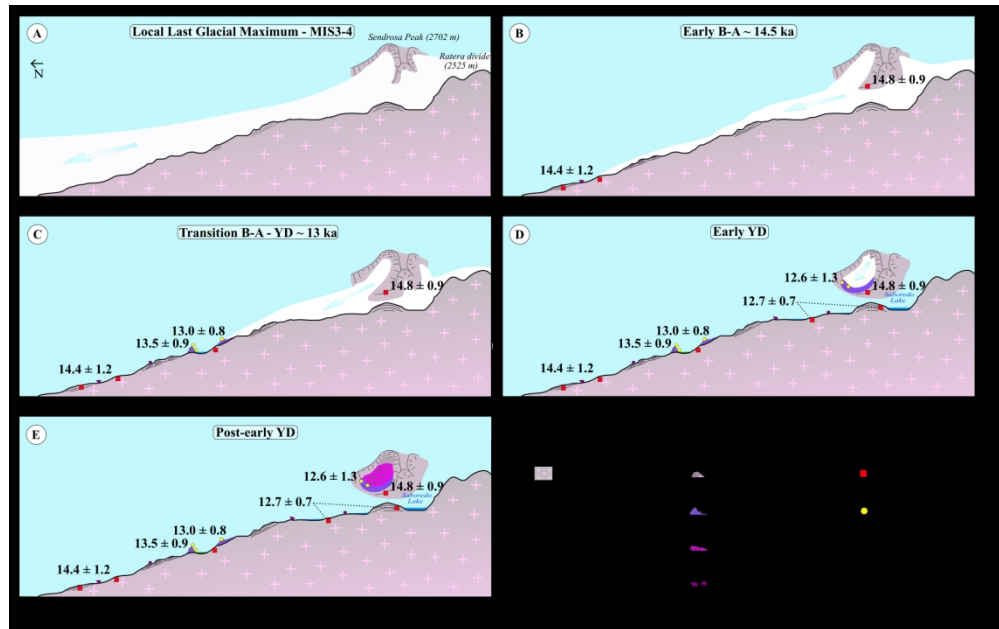 A
Local Last Glacial Maximum - MIS3-4
Sendrosa Peak (2702 m)
Ratera divide
(2525 m)
N
B
Early B-A ~ 14.5 ka
14.8 ± 0.9
14.4 ± 1.2
C
Transition B-A - YD ~ 13 ka
14.8 ± 0.9
13.0 ± 0.8
13.5 ± 0.9
14.4 ± 1.2
D
Early YD
12.6 ± 1.3
14.8 ± 0.9
Saboredo
Lake
12.7 ± 0.7
13.0 ± 0.8
13.5 ± 0.9
14.4 ± 1.2
E
Post-early YD
12.6 ± 1.3
14.8 ± 0.9
Saboredo
Lake
12.7 ± 0.7
13.0 ± 0.8
13.5 ± 0.9
14.4 ± 1.2